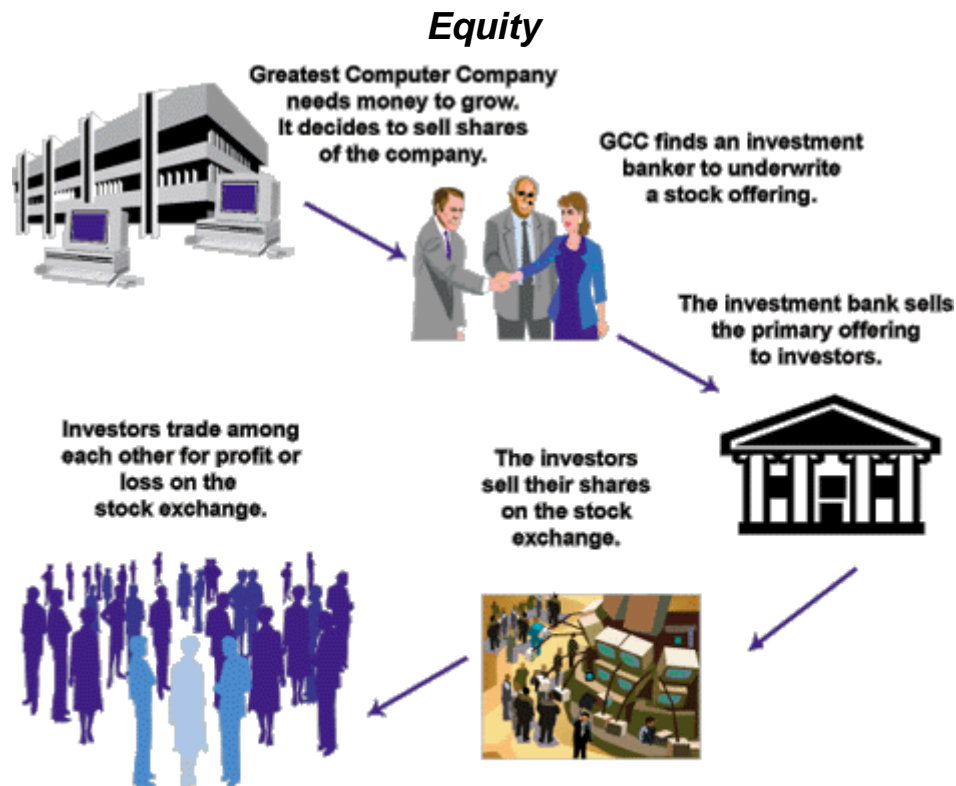 Equity
Greatest Computer Company
needs money to grow.
It decides to sell shares
of the company.
GCC finds an investment
banker to underwrite
a stock offering.
The investment bank sells
the primary offering
to investors.
The investors
sell their shares
on the stock
exchange.
Investors trade among
each other for profit or
loss on the
stock exchange.